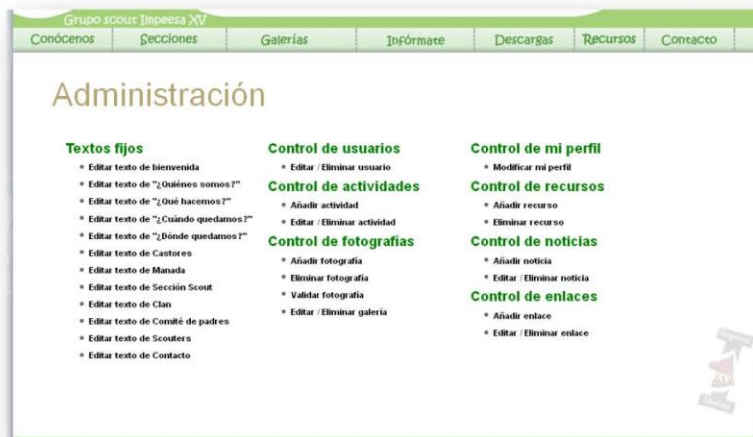 Grupo scout Impeesa XV
Conócenos Secciones Galerías Infórmate Descargas Recursos Contacto
Administración
Textos fijos
Editar texto de bienvenida
Editar texto de "¿Quiénes somos?"
Editar texto de "¿Qué hacemos?"
Editar texto de "¿Cuándo quedamos?"
Editar texto de "¿Dónde quedamos?"
Editar texto de Castores
Editar texto de Manada
Editar texto de Sección Scout
Editar texto de Clan
Editar texto de Comité de padres
Editar texto de Scouters
Editar texto de Contacto
Control de usuarios
Editar / Eliminar usuario
Control de actividades
Añadir actividad
Editar / Eliminar actividad
Control de fotografías
Añadir fotografía
Eliminar fotografía
Validar fotografía
Editar / Eliminar galería
Control de mi perfil
Modificar mi perfil
Control de recursos
Añadir recurso
Eliminar recurso
Control de noticias
Añadir noticia
Editar / Eliminar noticia
Control de enlaces
Añadir enlace
Editar / Eliminar enlace
Impeesa
XV